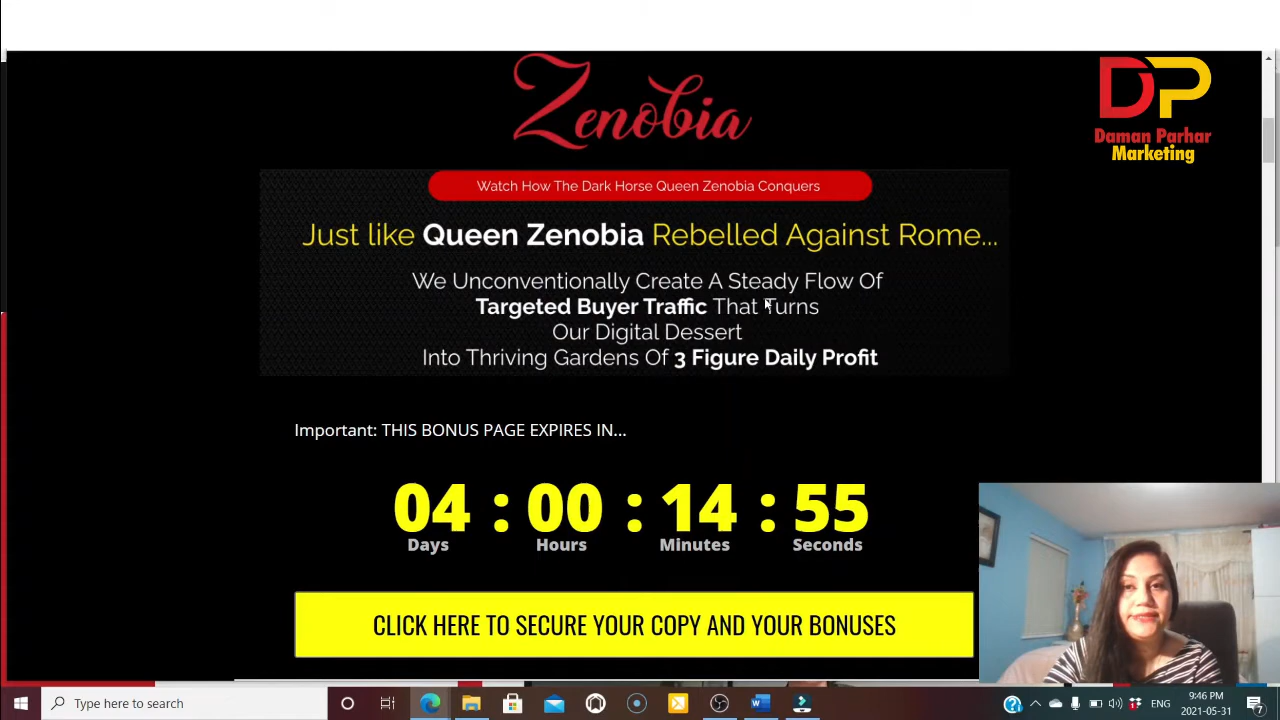 Zenobia
DP
Daman Parhar
Marketing
Watch How The Dark Horse Queen Zenobia Conquers
Just like Queen Zenobia Rebelled Against Rome...
We Unconventionally Create A Steady Flow Of
Targeted Buyer Traffic That Turns
Our Digital Dessert
Into Thriving Gardens Of 3 Figure Daily Profit
Important: THIS BONUS PAGE EXPIRES IN...
04 : 00 : 14 : 55
Days Hours Minutes Seconds
CLICK HERE TO SECURE YOUR COPY AND YOUR BONUSES
Type here to search
ENG
9:46 PM
2021-05-31
7